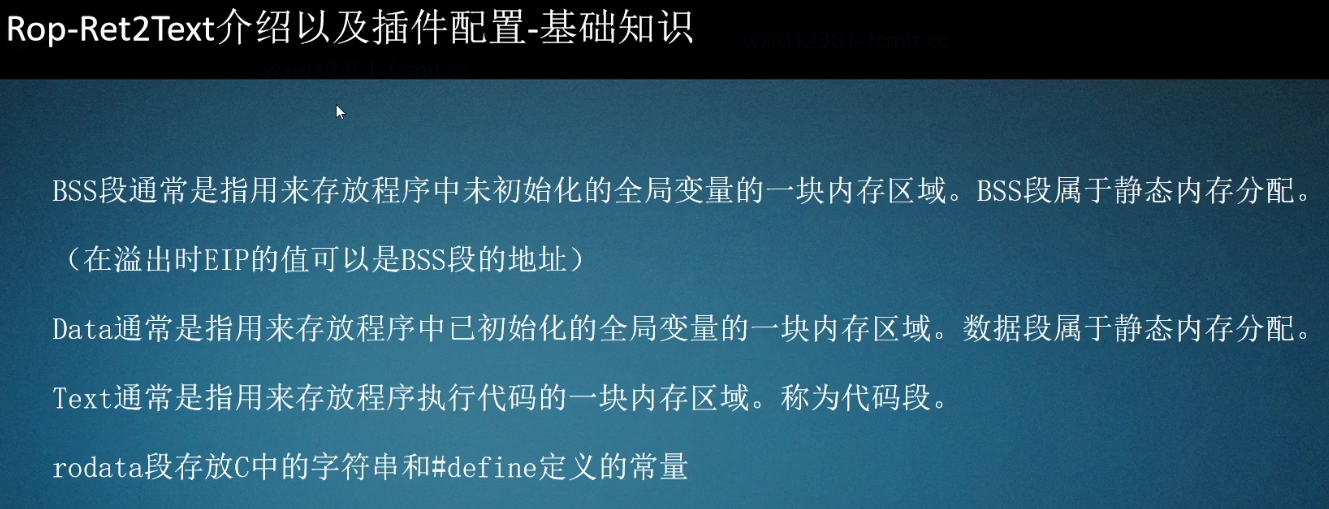 Rop-Ret2Text介绍以及插件配置-基础知识
wxid12301-fcmit.cc
wxid12301-fcmit.cc
BSS段通常是指用来存放程序中未初始化的全局变量的一块内存区域。BSS段属于静态内存分配。
（在溢出时EIP的值可以是BSS段的地址）
Data通常是指用来存放程序中已初始化的全局变量的一块内存区域。数据段属于静态内存分配。
Text通常是指用来存放程序执行代码的一块内存区域。称为代码段。
rodata段存放C中的字符串和#define定义的常量